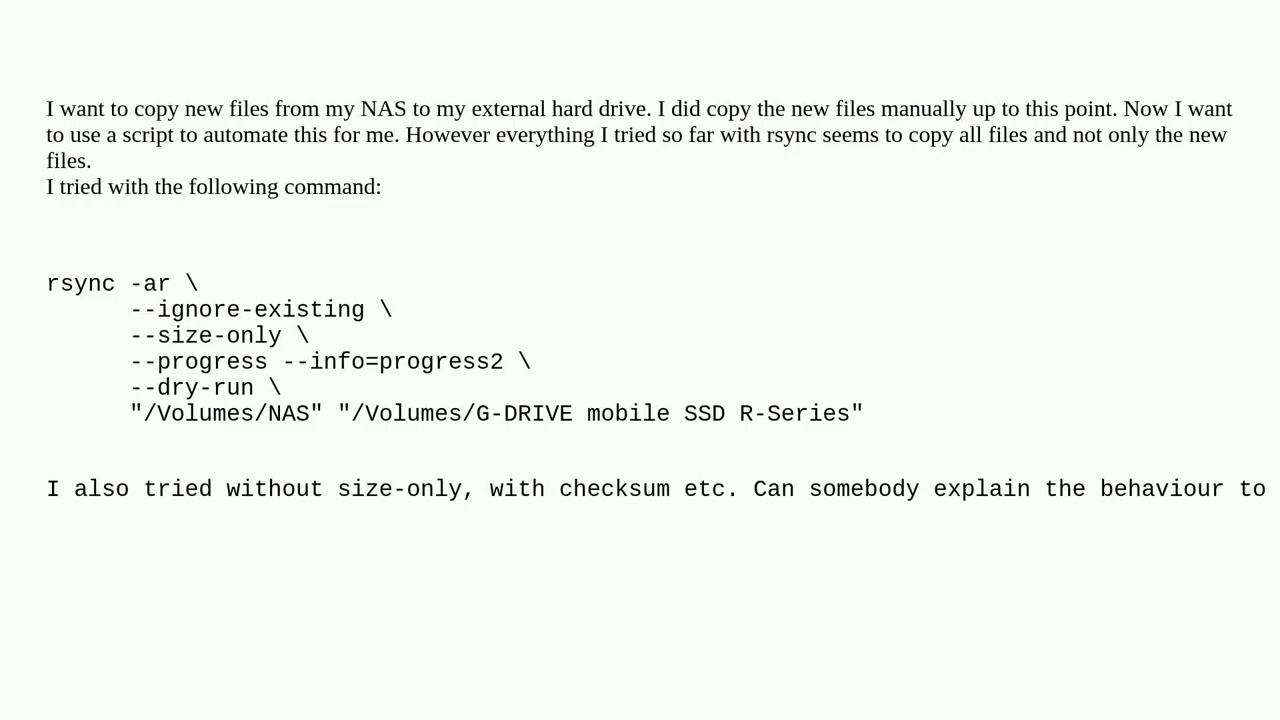 I want to copy new files from my NAS to my external hard drive. I did copy the new files manually up to this point. Now I want
to use a script to automate this for me. However everything I tried so far with rsync seems to copy all files and not only the new
files.
I tried with the following command:
rsync -ar \
      --ignore-existing \
      --size-only \
      --progress --info=progress2 \
      --dry-run \
      "/Volumes/NAS" "/Volumes/G-DRIVE mobile SSD R-Series"
I also tried without size-only, with checksum etc. Can somebody explain the behaviour to